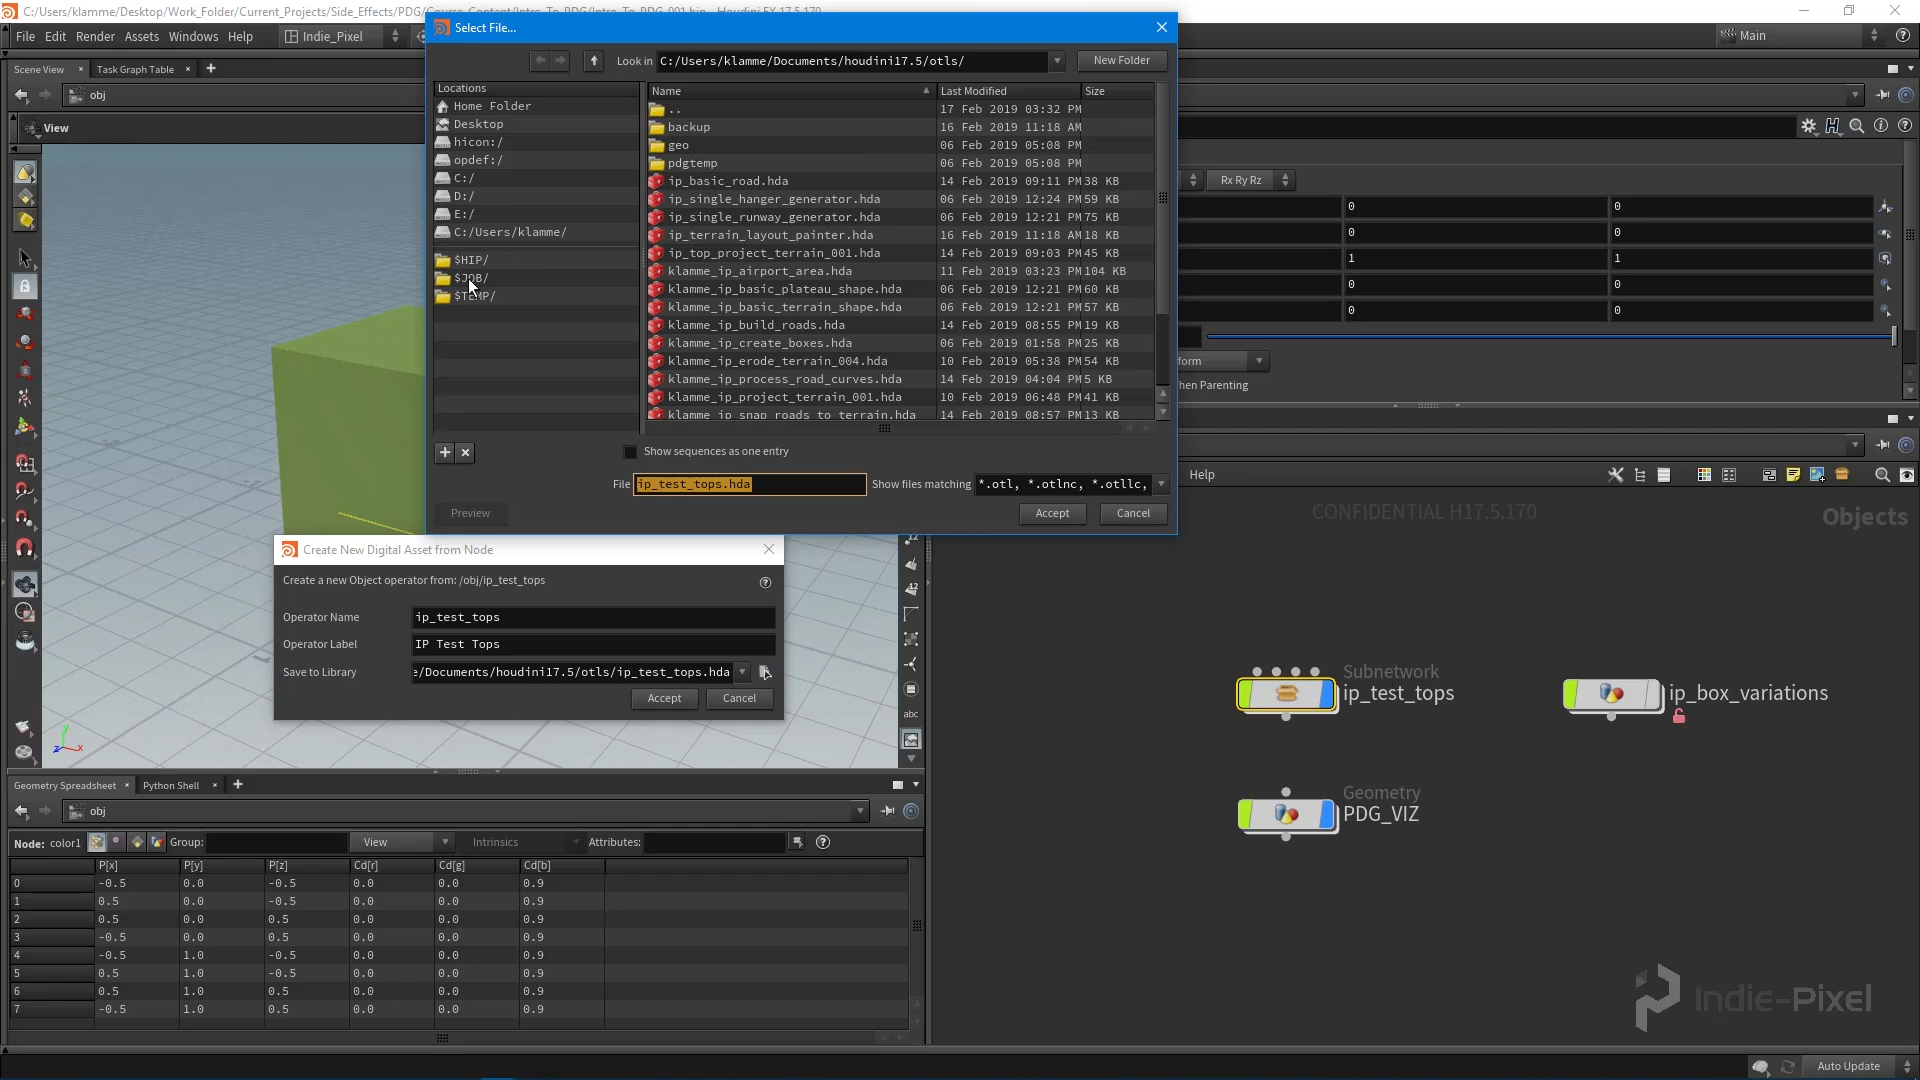 C:/Users/klamme/Desktop/Work_Folder/Current_Projects/Side_Effects/PDG/Course_Content/Intro_To_PDG/Intro_To_PDG_001.hip - Houdini FX 17.5.170
File Edit Render Assets Windows Help Indie_Pixel Main
Select File...
Scene View Task Graph Table
obj
View
Look in C:/Users/klamme/Documents/houdini17.5/otls/ New Folder
Locations
Home Folder
Desktop
hicon:/
opdef:/
C:/
D:/
E:/
C:/Users/klamme/
$HIP/
$JOB/
$TEMP/
Name Last Modified Size
.. 17 Feb 2019 03:32 PM
backup 16 Feb 2019 11:18 AM
geo 06 Feb 2019 05:08 PM
pdgtemp 06 Feb 2019 05:08 PM
ip_basic_road.hda 14 Feb 2019 09:11 PM 38 KB
ip_single_hanger_generator.hda 06 Feb 2019 12:24 PM 59 KB
ip_single_runway_generator.hda 06 Feb 2019 12:21 PM 75 KB
ip_terrain_layout_painter.hda 16 Feb 2019 11:18 AM 18 KB
ip_top_project_terrain_001.hda 14 Feb 2019 09:03 PM 45 KB
klamme_ip_airport_area.hda 11 Feb 2019 03:23 PM 104 KB
klamme_ip_basic_plateau_shape.hda 06 Feb 2019 12:21 PM 60 KB
klamme_ip_basic_terrain_shape.hda 06 Feb 2019 12:21 PM 57 KB
klamme_ip_build_roads.hda 14 Feb 2019 08:55 PM 19 KB
klamme_ip_create_boxes.hda 06 Feb 2019 01:58 PM 25 KB
klamme_ip_erode_terrain_004.hda 10 Feb 2019 05:38 PM 54 KB
klamme_ip_process_road_curves.hda 14 Feb 2019 04:04 PM 5 KB
klamme_ip_project_terrain_001.hda 10 Feb 2019 06:48 PM 41 KB
klamme_ip_snap_roads_to_terrain.hda 14 Feb 2019 08:57 PM 13 KB
Show sequences as one entry
File ip_test_tops.hda Show files matching *.otl, *.otlnc, *.otllc,
Preview Accept Cancel
Rx Ry Rz
0 0
0 0
1 1
0 0
0 0
form
hen Parenting
Create New Digital Asset from Node
Create a new Object operator from: /obj/ip_test_tops
Operator Name ip_test_tops
Operator Label IP Test Tops
Save to Library e/Documents/houdini17.5/otls/ip_test_tops.hda
Accept Cancel
12
12
abc
y
z x
Help
CONFIDENTIAL H17.5.170
Objects
Subnetwork
ip_test_tops
ip_box_variations
Geometry
PDG_VIZ
Indie-Pixel
Geometry Spreadsheet Python Shell
obj
Node: color1 Group: View Intrinsics Attributes:
P[x] P[y] P[z] Cd[r] Cd[g] Cd[b]
0 -0.5 0.0 -0.5 0.0 0.0 0.9
1 0.5 0.0 -0.5 0.0 0.0 0.9
2 0.5 0.0 0.5 0.0 0.0 0.9
3 -0.5 0.0 0.5 0.0 0.0 0.9
4 -0.5 1.0 -0.5 0.0 0.0 0.9
5 0.5 1.0 -0.5 0.0 0.0 0.9
6 0.5 1.0 0.5 0.0 0.0 0.9
7 -0.5 1.0 0.5 0.0 0.0 0.9
Auto Update